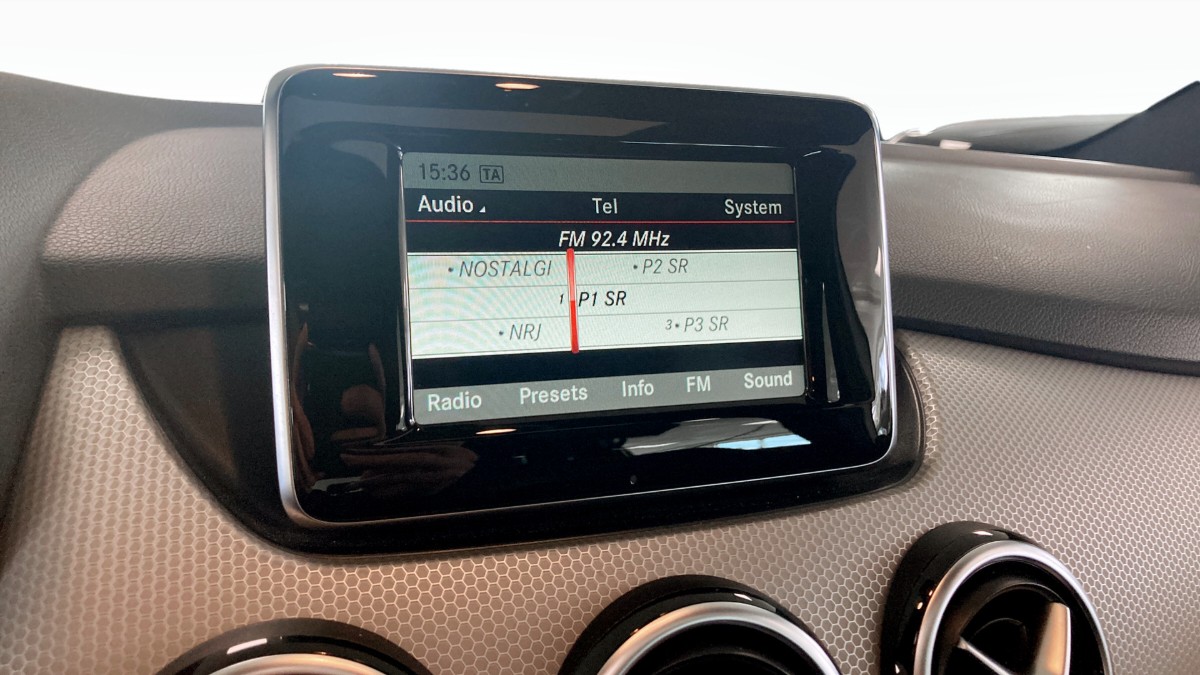 15:36 TA
Audio Tel System
FM 92.4 MHz
• NOSTALGI • P2 SR
1 P1 SR
• NRJ 3• P3 SR
Radio Presets Info FM Sound